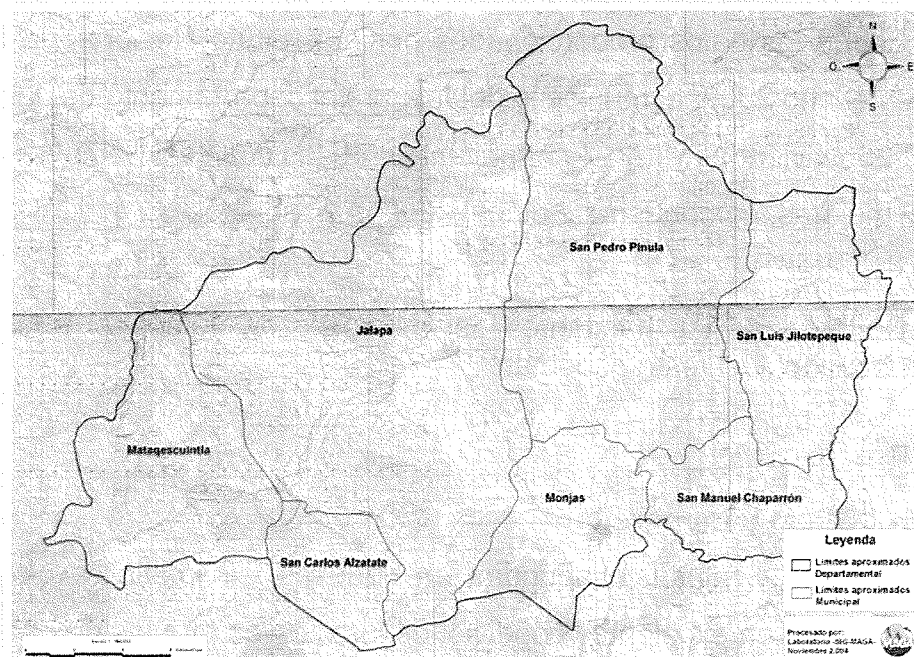 N
O E
S
San Pedro Pinula
Jalapa
San Luis Jilotepeque
Mataqescuintla
Monjas
San Manuel Chaparrón
San Carlos Alzatate
Leyenda
Limites aproximados
Departamental
Limites aproximados
Municipal
Procesado por:
Laboratorio -SIG-MAGA-
Noviembre 2,004